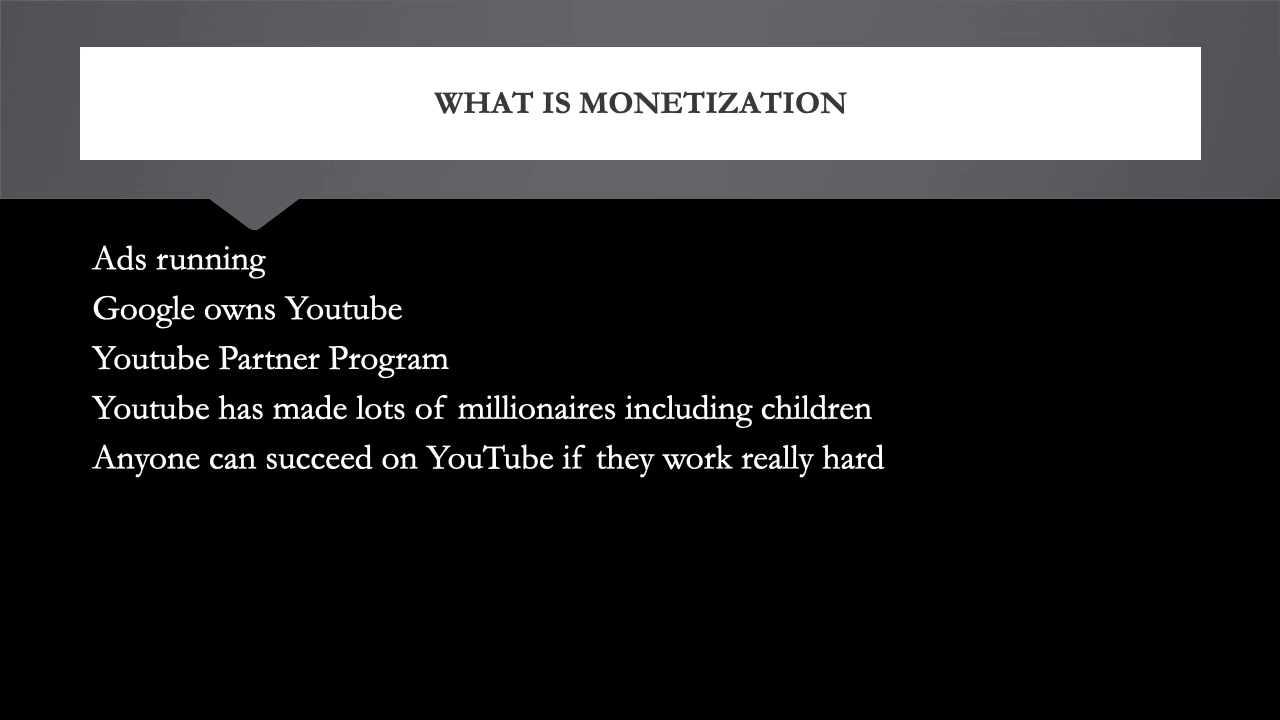 WHAT IS MONETIZATION
Ads running
Google owns Youtube
Youtube Partner Program
Youtube has made lots of millionaires including children
Anyone can succeed on YouTube if they work really hard